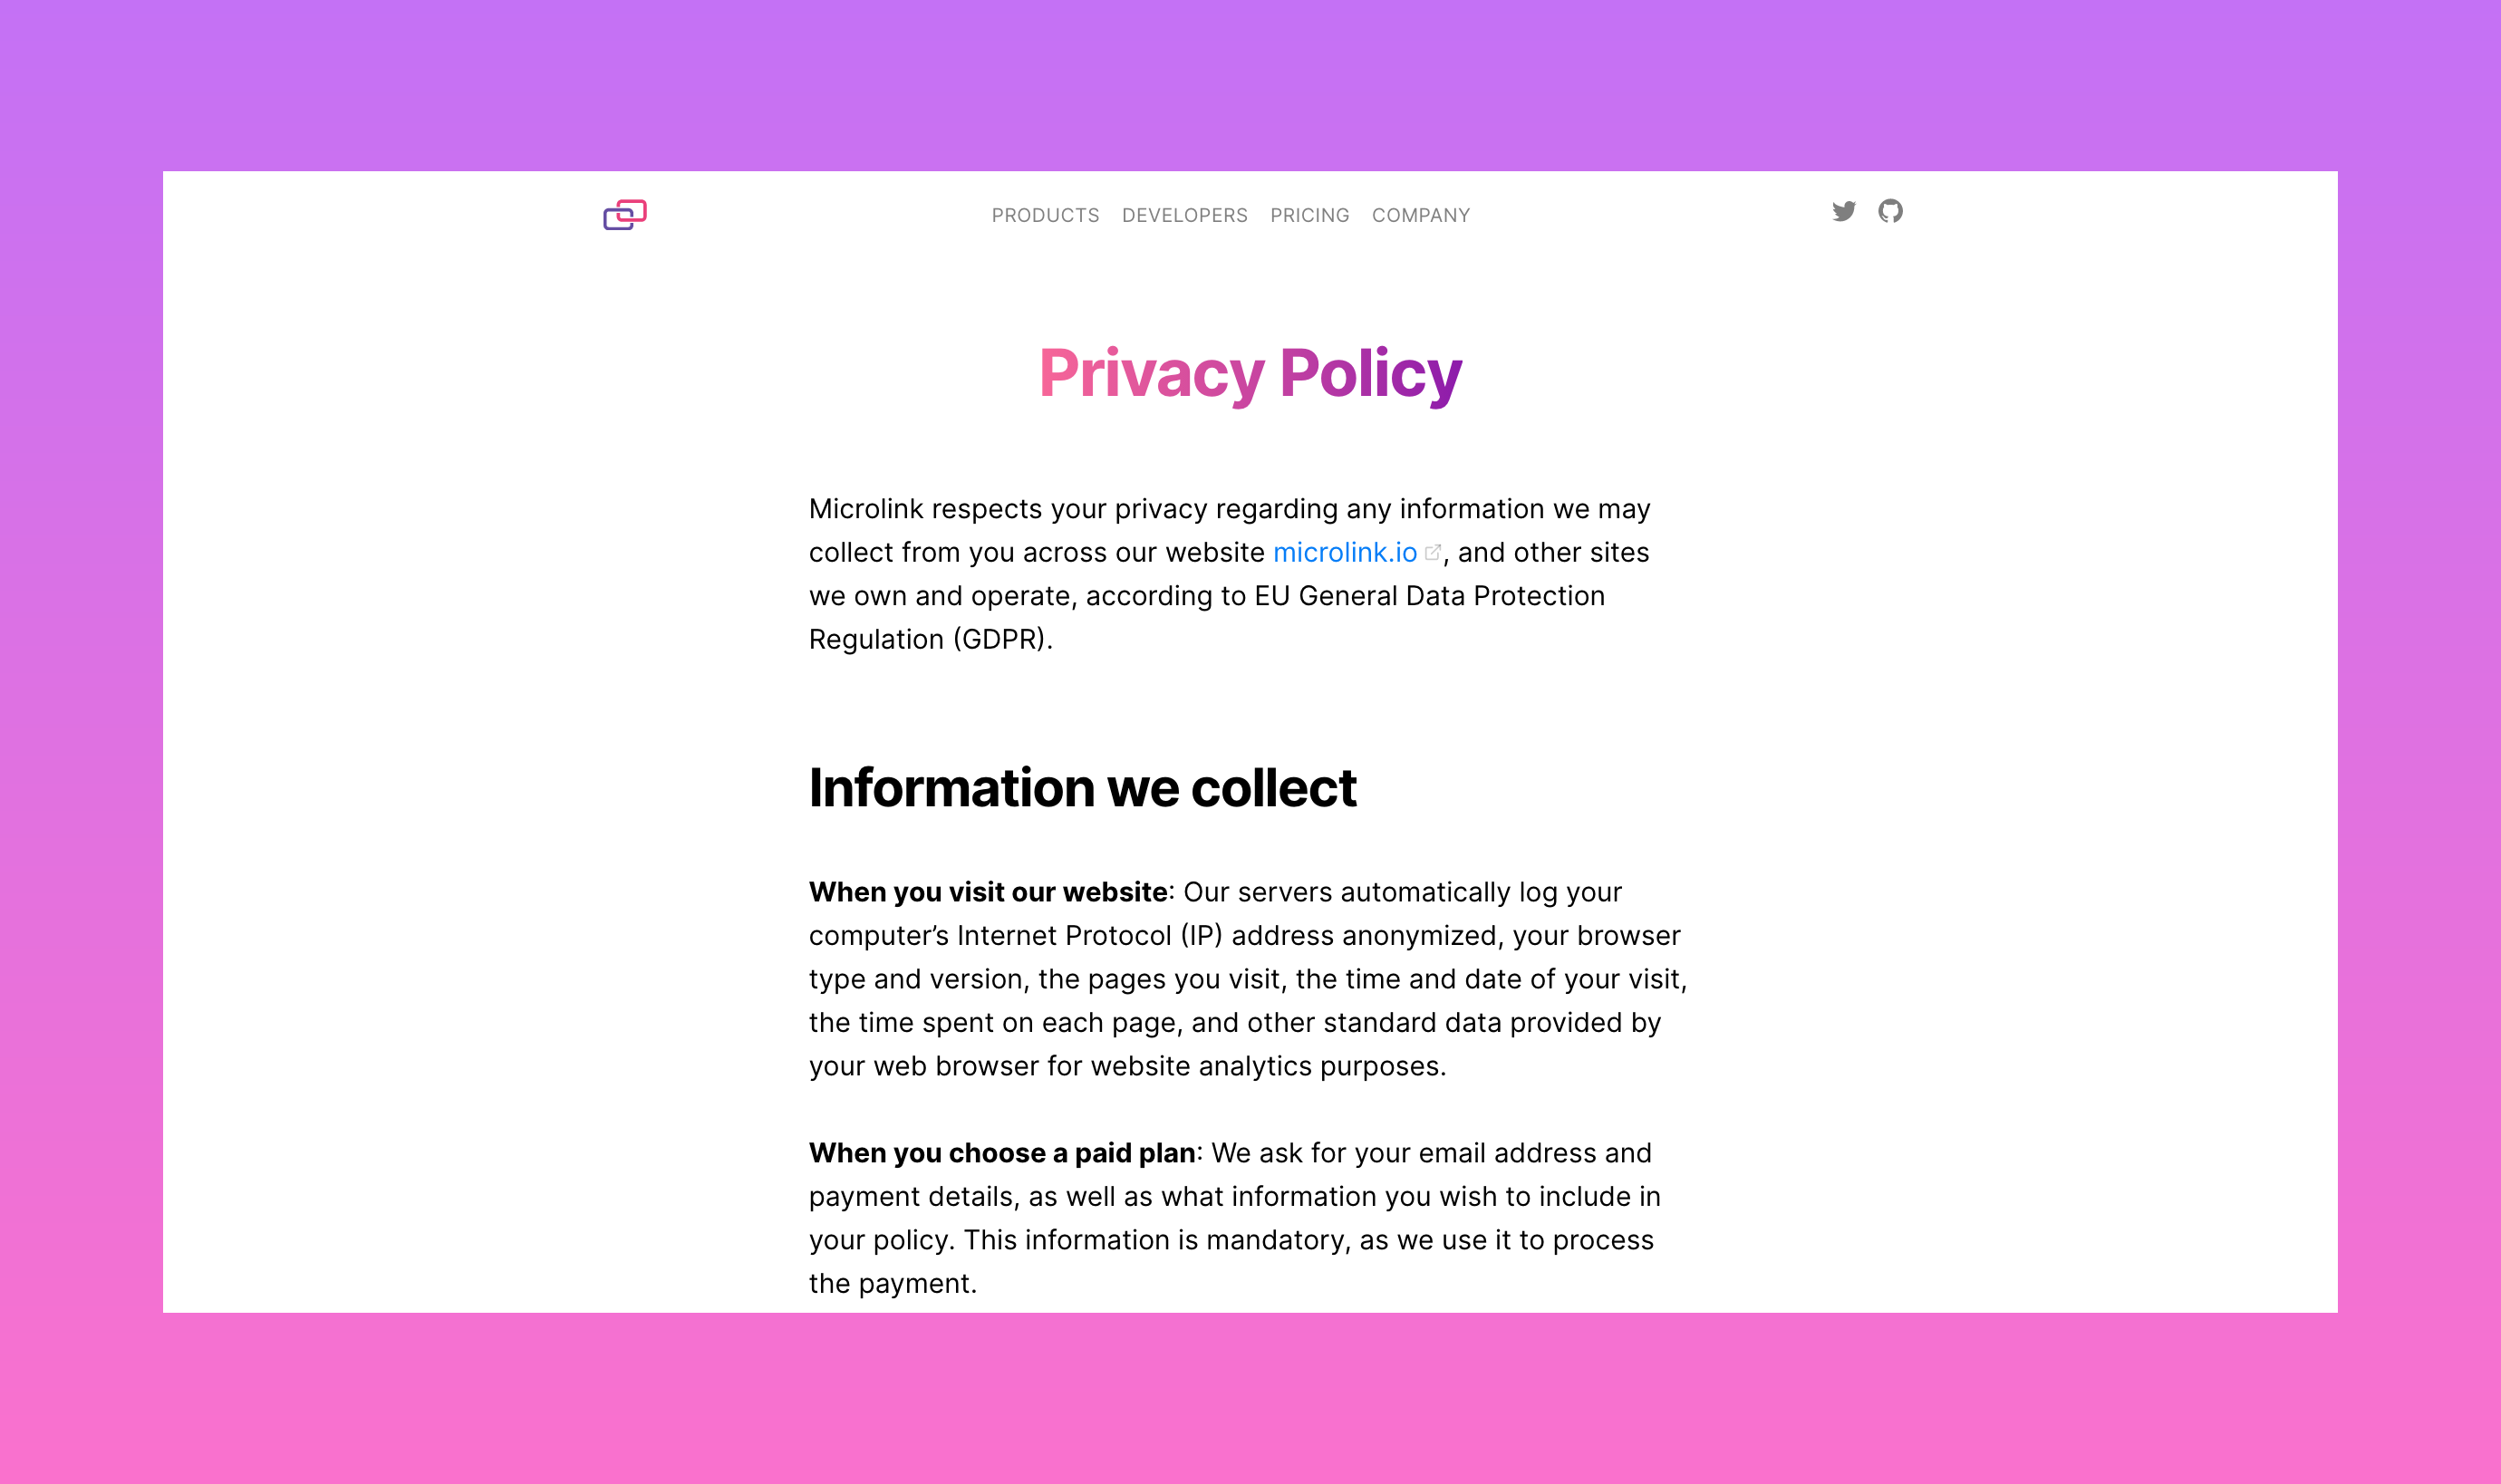 PRODUCTS DEVELOPERS PRICING COMPANY
Privacy Policy
Microlink respects your privacy regarding any information we may
collect from you across our website microlink.io, and other sites
we own and operate, according to EU General Data Protection
Regulation (GDPR).
Information we collect
When you visit our website: Our servers automatically log your
computer’s Internet Protocol (IP) address anonymized, your browser
type and version, the pages you visit, the time and date of your visit,
the time spent on each page, and other standard data provided by
your web browser for website analytics purposes.
When you choose a paid plan: We ask for your email address and
payment details, as well as what information you wish to include in
your policy. This information is mandatory, as we use it to process
the payment.